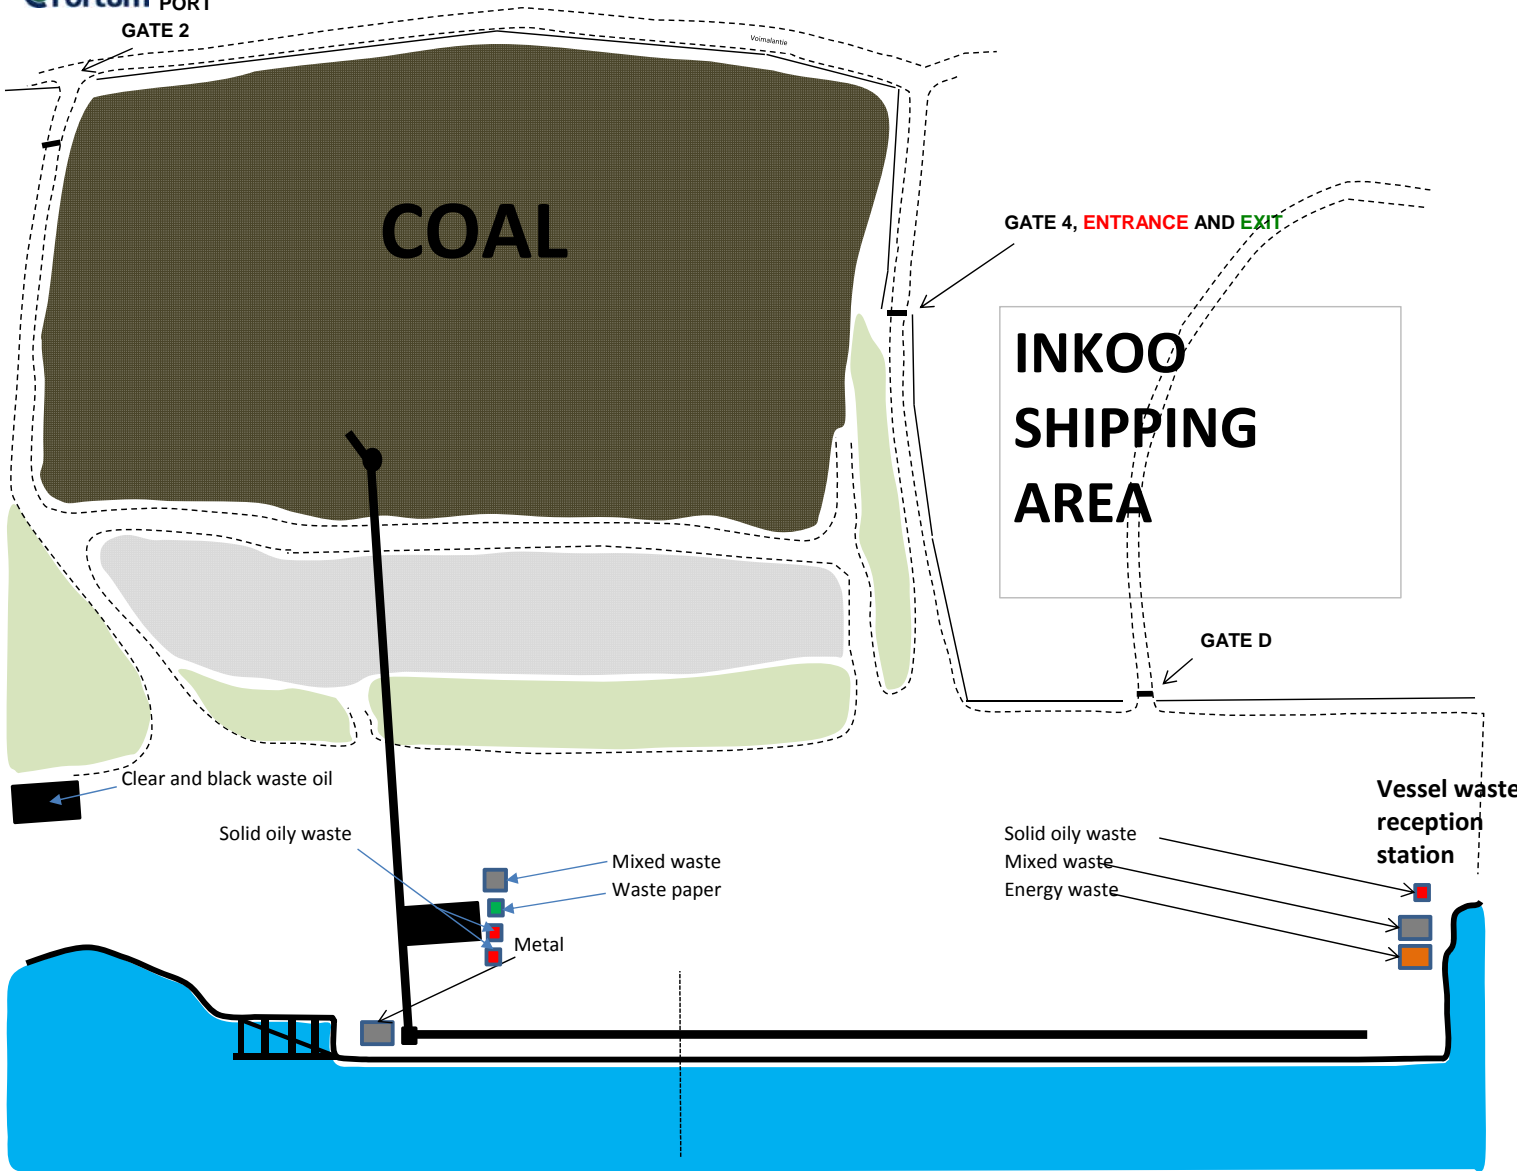 Fortum PORT
GATE 2
Voimalantie
COAL
GATE 4, ENTRANCE AND EXIT
INKOO
SHIPPING
AREA
GATE D
Clear and black waste oil
Solid oily waste
Mixed waste
Waste paper
Metal
Vessel waste
reception
station
Solid oily waste
Mixed waste
Energy waste